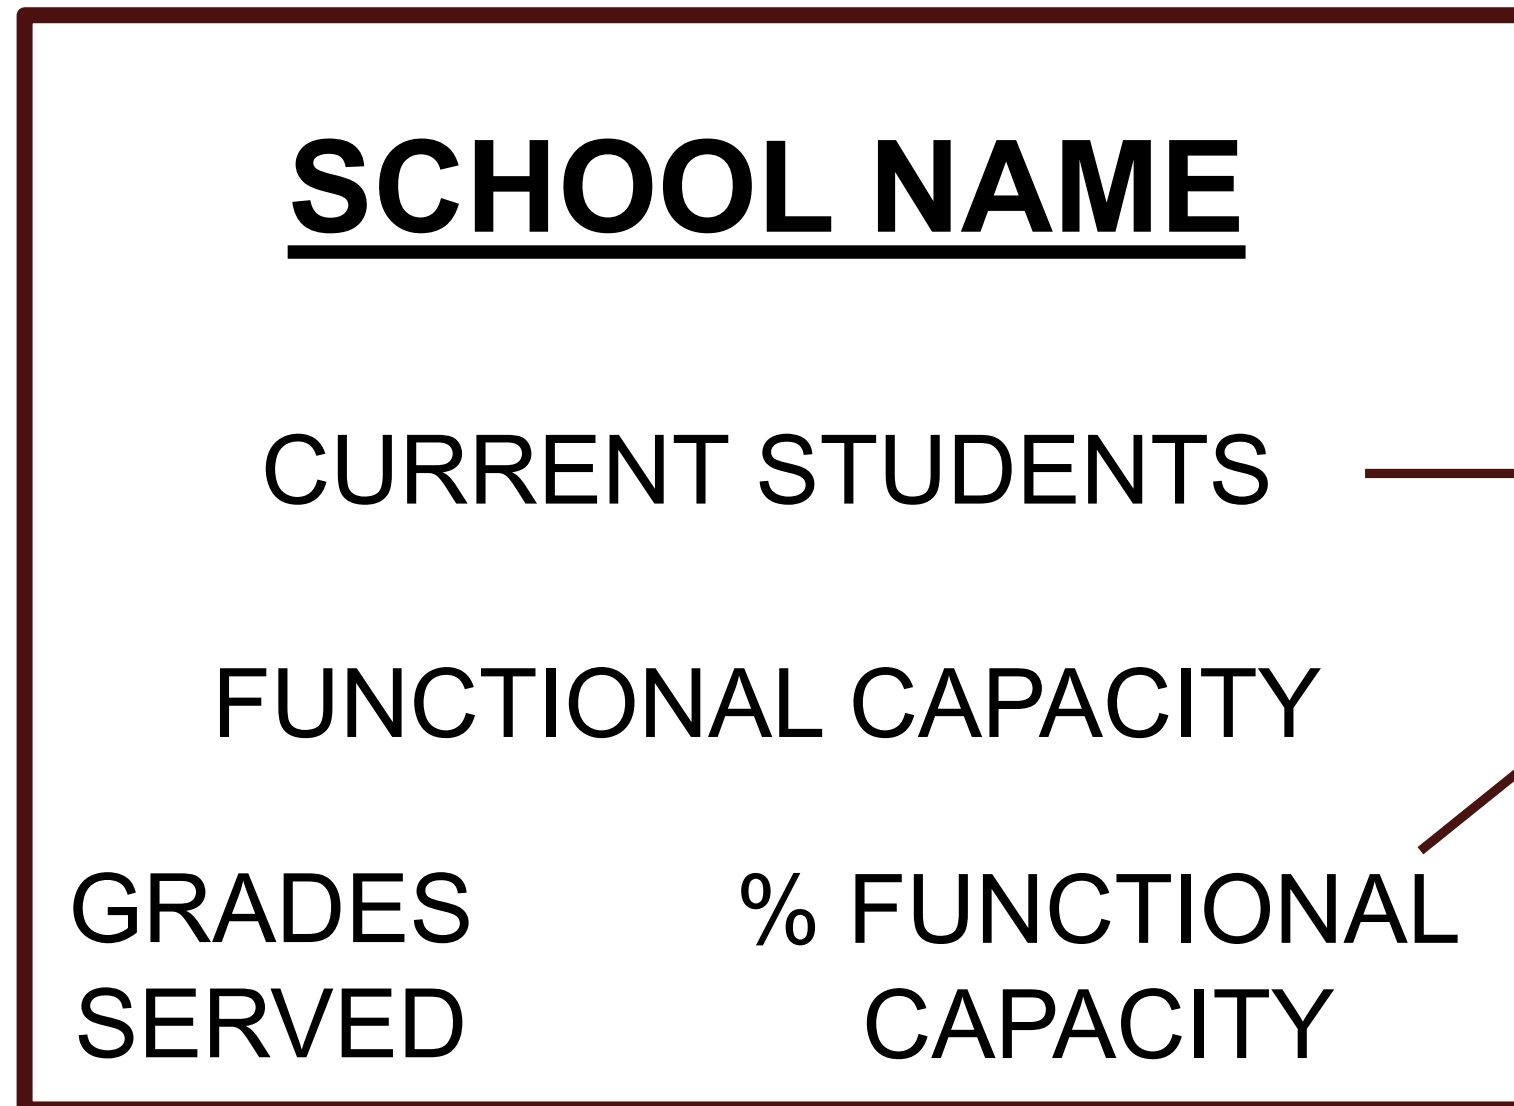 SCHOOL NAME
CURRENT STUDENTS
FUNCTIONAL CAPACITY
GRADES
SERVED
% FUNCTIONAL
CAPACITY